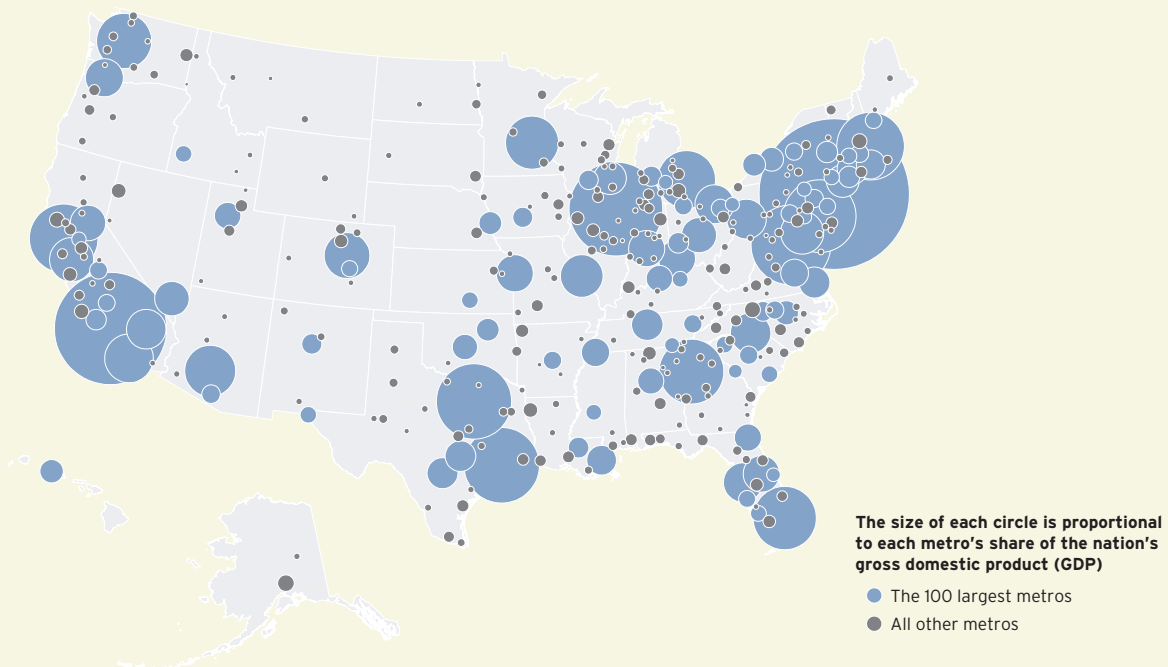 The size of each circle is proportional
to each metro's share of the nation's
gross domestic product (GDP)
The 100 largest metros
All other metros